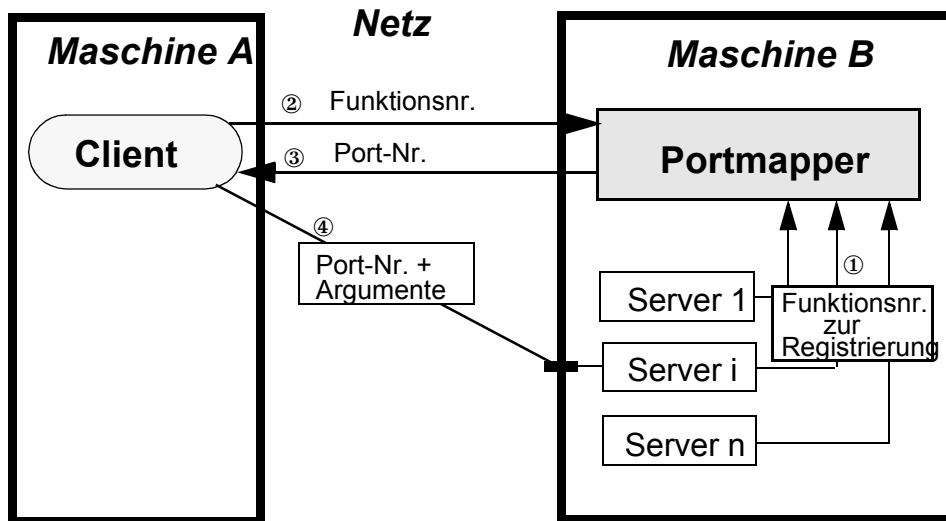 Netz
Maschine A
Maschine B
② Funktionsnr.
Client
③ Port-Nr.
Portmapper
④
Port-Nr. +
Argumente
①
Server 1
Funktionsnr.
zur
Registrierung
Server i
Server n